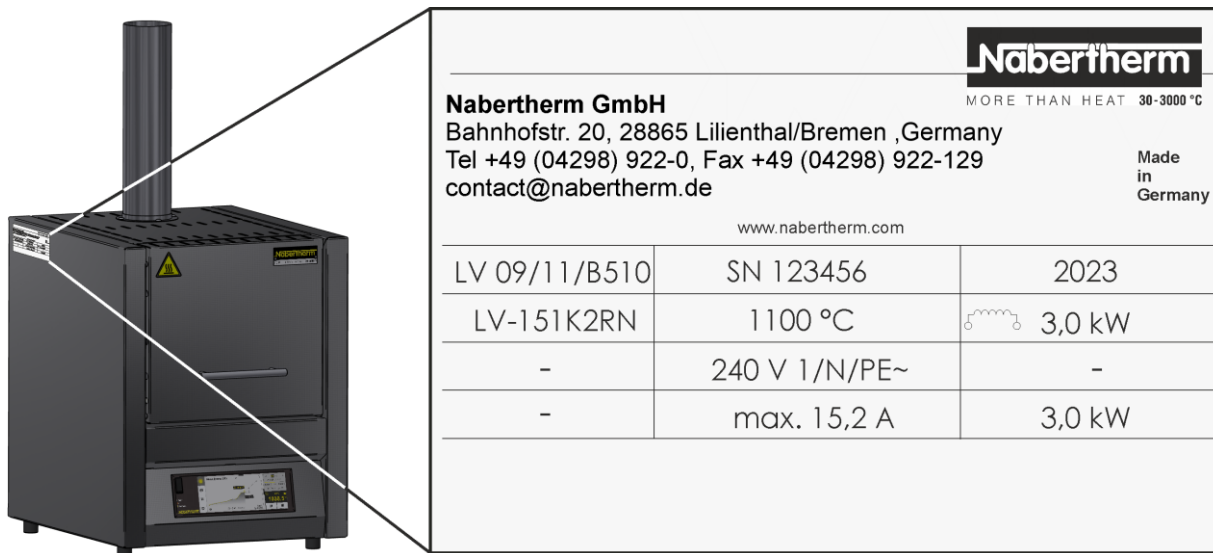 Nabertherm
MORE THAN HEAT 30-3000 °C
Nabertherm GmbH
Bahnhofstr. 20, 28865 Lilienthal/Bremen ,Germany
Tel +49 (04298) 922-0, Fax +49 (04298) 922-129
contact@nabertherm.de
Made
in
Germany
www.nabertherm.com
LV 09/11/B510 SN 123456 2023
LV-151K2RN 1100 °C 3,0 kW
- 240 V 1/N/PE~ -
- max. 15,2 A 3,0 kW
Nabertherm